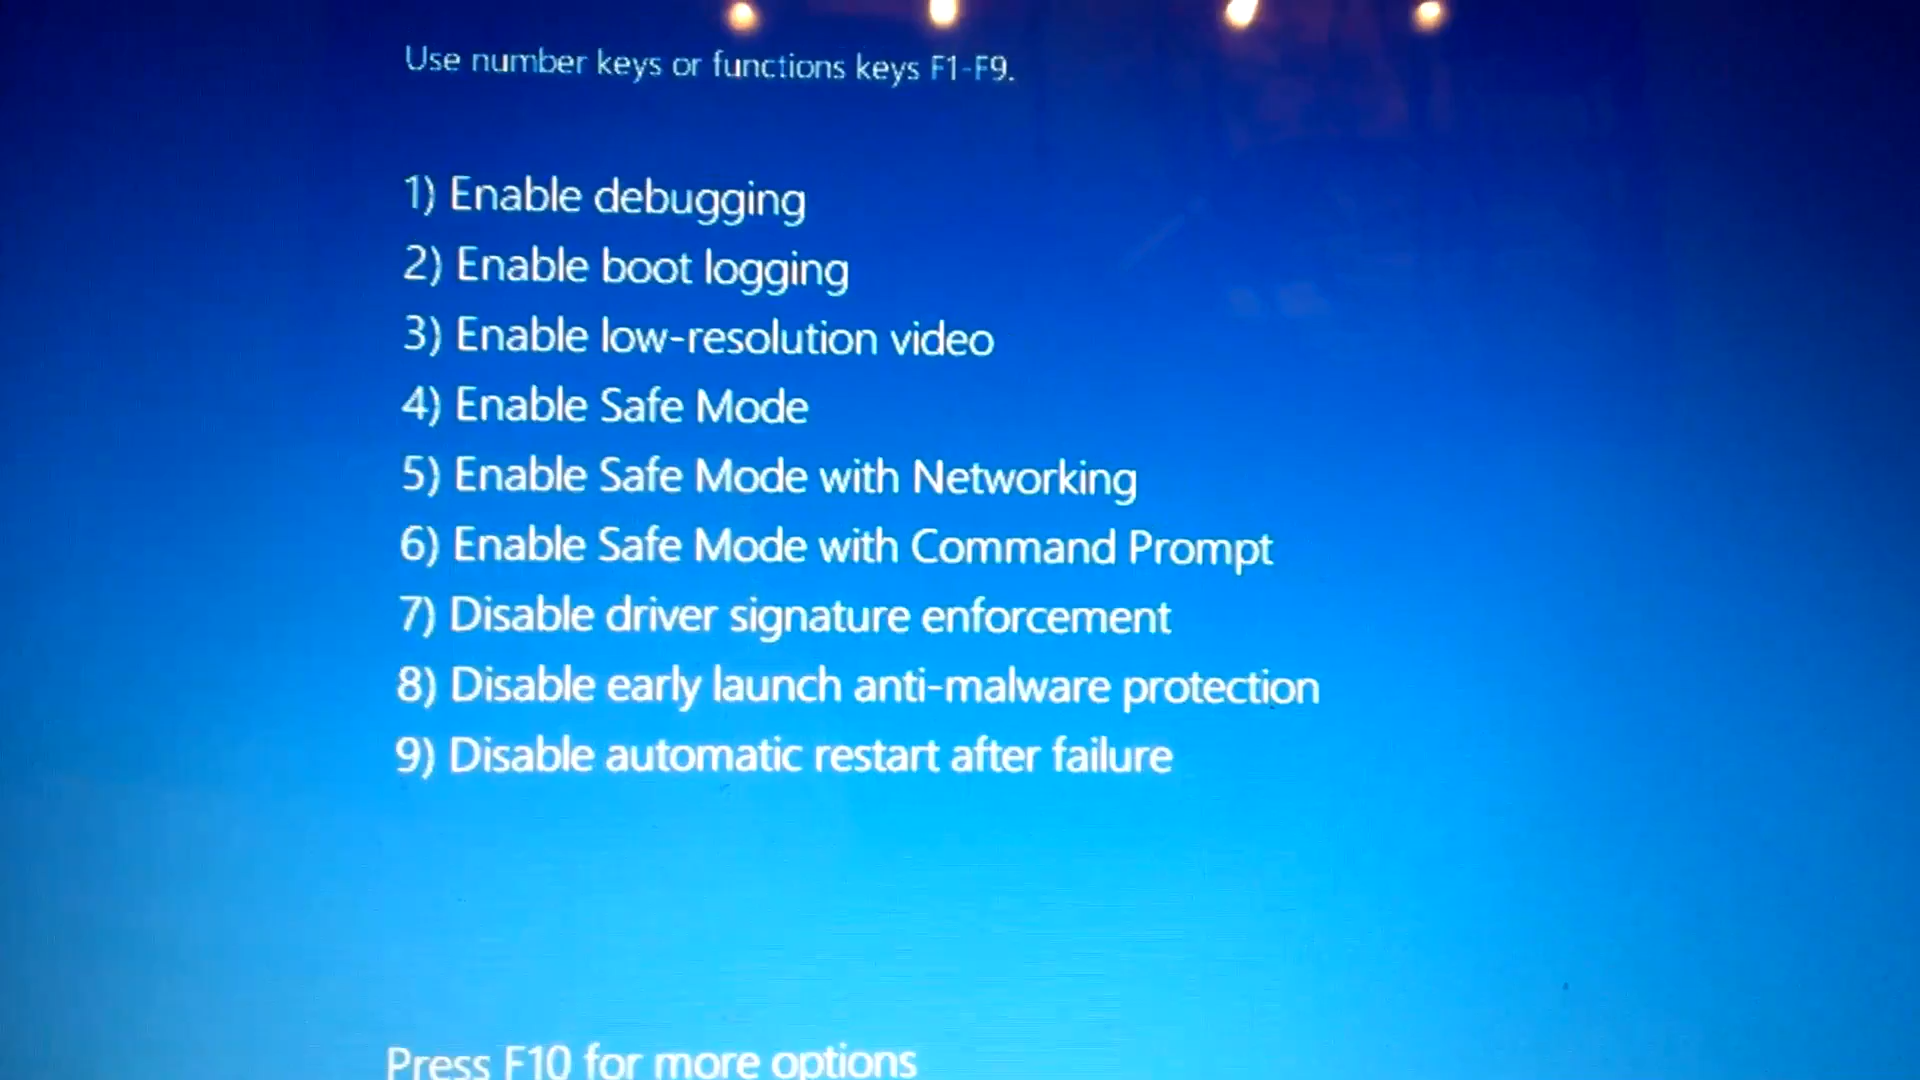 Use number keys or functions keys F1-F9.
1) Enable debugging
2) Enable boot logging
3) Enable low-resolution video
4) Enable Safe Mode
5) Enable Safe Mode with Networking
6) Enable Safe Mode with Command Prompt
7) Disable driver signature enforcement
8) Disable early launch anti-malware protection
9) Disable automatic restart after failure
Press F10 for more options